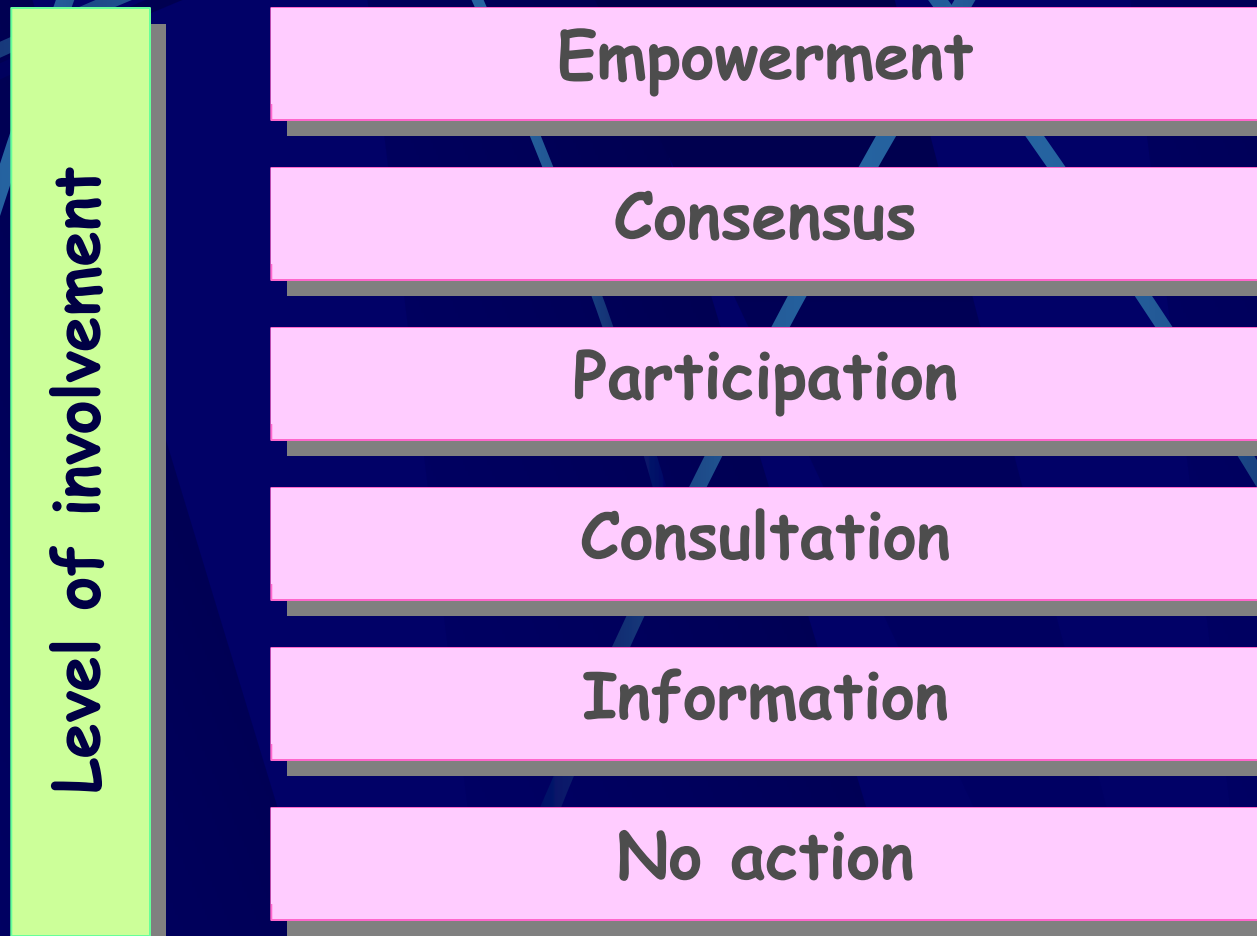 Level of involvement
Empowerment
Consensus
Participation
Consultation
Information
No action